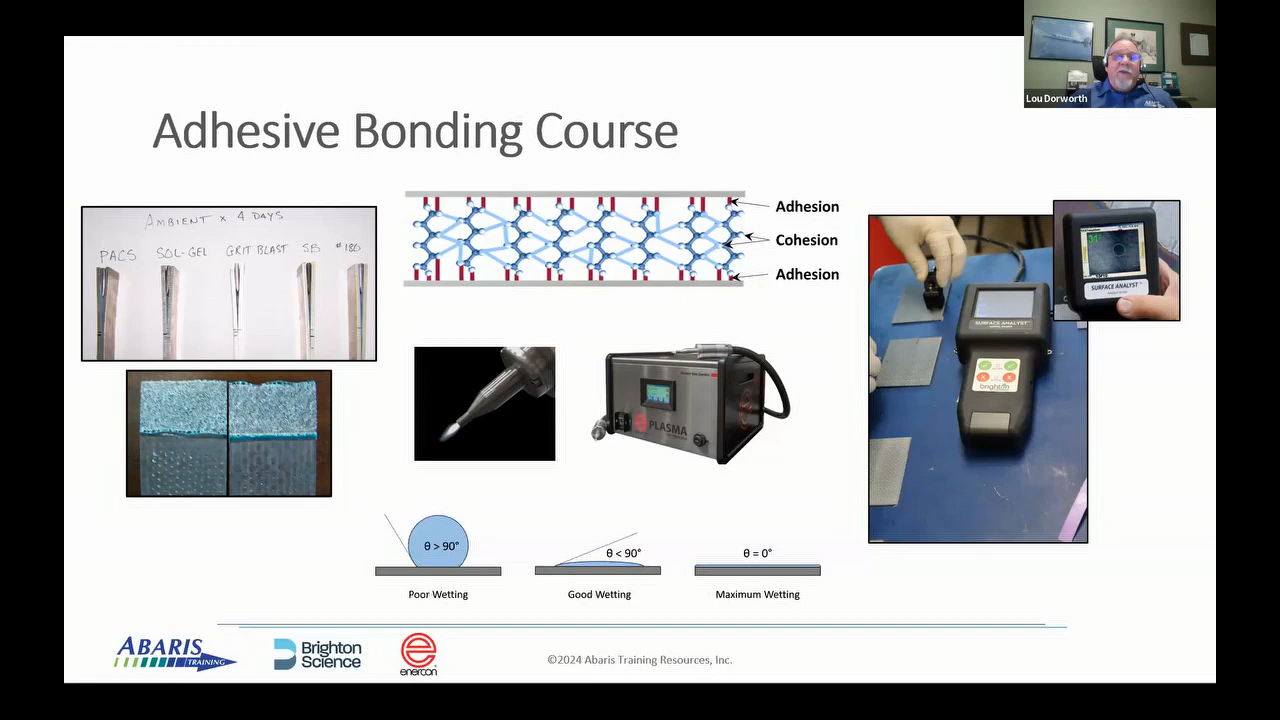 Lou Dorworth
Adhesive Bonding Course
AMBIENT x 4 DAYS
PACS SOL-GEL GRIT BLAST SB #180
Adhesion
Cohesion
Adhesion
SURFACE ANALYST
SURFACE ANALYST
brighton
PLASMA
θ > 90°
θ < 90°
θ = 0°
Poor Wetting
Good Wetting
Maximum Wetting
ABARIS
TRAINING
Brighton
Science
enercon
©2024 Abaris Training Resources, Inc.